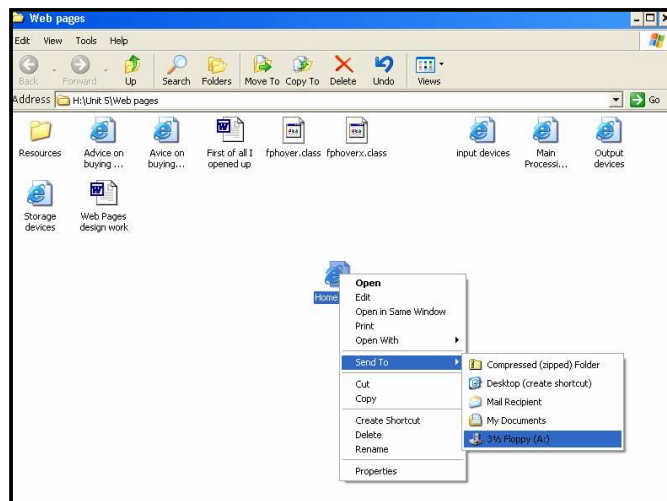 Web pages
Edit View Tools Help
Back Forward Up Search Folders Move To Copy To Delete Undo Views
Address H:\Unit 5\Web pages Go
Resources Advice on buying ... Avice on buying... First of all I opened up fphover.class fphoverx.class input devices Main Processi... Output devices
Storage devices Web Pages design work
Home
Open
Edit
Open in Same Window
Print
Open With
Send To
Cut
Copy
Create Shortcut
Delete
Rename
Properties
Compressed (zipped) Folder
Desktop (create shortcut)
Mail Recipient
My Documents
3½ Floppy (A:)